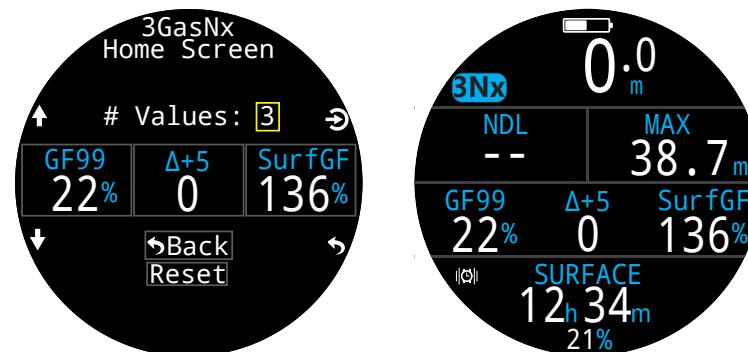 3GasNx
Home Screen
# Values: 3
GF99 Δ+5 SurfGF
22% 0 136%
Back
Reset
0.0
m
3Nx
NDL MAX
-- 38.7m
GF99 Δ+5 SurfGF
22% 0 136%
SURFACE
12h 34m
21%